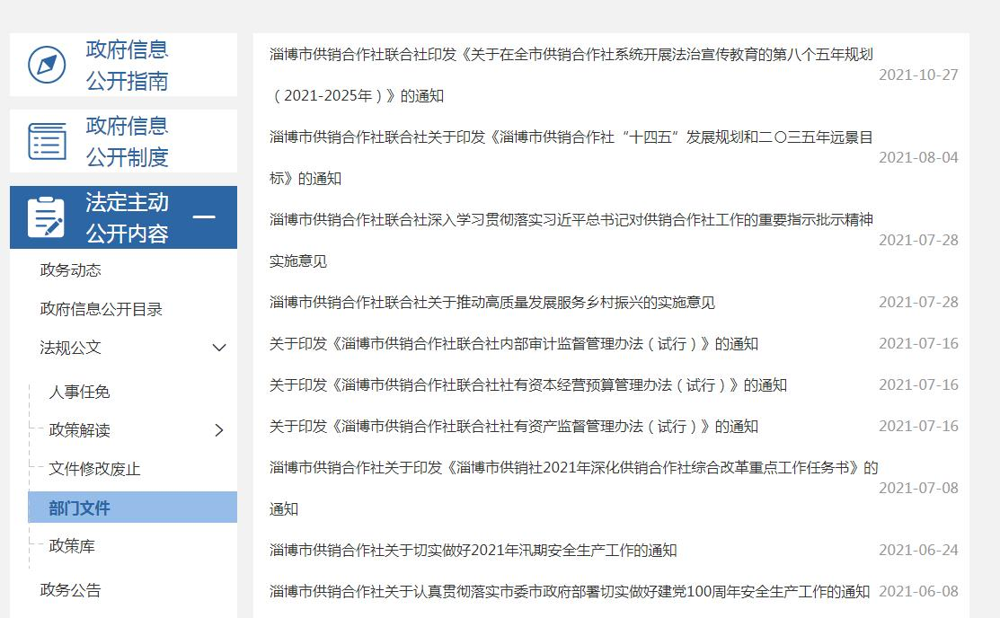 政府信息
公开指南
政府信息
公开制度
法定主动
公开内容
政务动态
政府信息公开目录
法规公文
人事任免
政策解读
文件修改废止
部门文件
政策库
政务公告
淄博市供销合作社联合社印发《关于在全市供销合作社系统开展法治宣传教育的第八个五年规划
（2021-2025年）》的通知
2021-10-27
淄博市供销合作社联合社关于印发《淄博市供销合作社“十四五”发展规划和二〇三五年远景目
标》的通知
2021-08-04
淄博市供销合作社联合社深入学习贯彻落实习近平总书记对供销合作社工作的重要指示批示精神
实施意见
2021-07-28
淄博市供销合作社联合社关于推动高质量发展服务乡村振兴的实施意见
2021-07-28
关于印发《淄博市供销合作社联合社内部审计监督管理办法（试行）》的通知
2021-07-16
关于印发《淄博市供销合作社联合社社有资本经营预算管理办法（试行）》的通知
2021-07-16
关于印发《淄博市供销合作社联合社社有资产监督管理办法（试行）》的通知
2021-07-16
淄博市供销合作社关于印发《淄博市供销社2021年深化供销合作社综合改革重点工作任务书》的
通知
2021-07-08
淄博市供销合作社关于切实做好2021年汛期安全生产工作的通知
2021-06-24
淄博市供销合作社关于认真贯彻落实市委市政府部署切实做好建党100周年安全生产工作的通知
2021-06-08